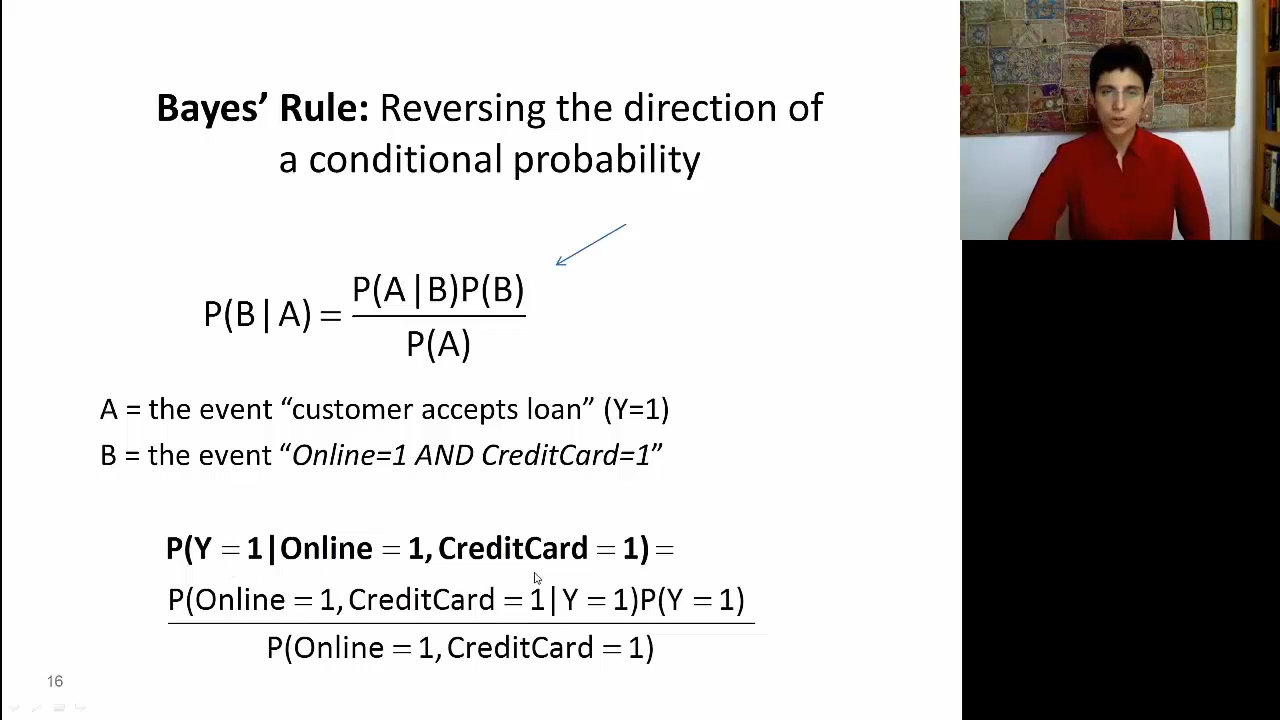 Bayes’ Rule: Reversing the direction of
a conditional probability
P(B|A) = P(A|B)P(B)
P(A)
A = the event “customer accepts loan” (Y=1)
B = the event “Online=1 AND CreditCard=1”
P(Y = 1|Online = 1, CreditCard = 1) =
P(Online = 1, CreditCard = 1|Y = 1)P(Y = 1)
P(Online = 1, CreditCard = 1)
16